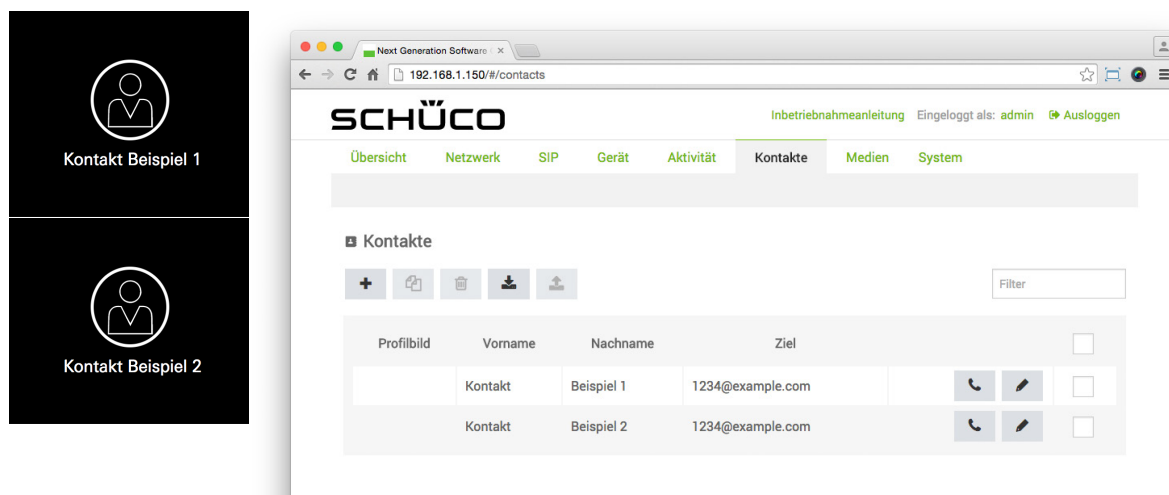 Kontakt Beispiel 1
Kontakt Beispiel 2
Next Generation Software
192.168.1.150/#/contacts
SCHÜCO
Inbetriebnahmeanleitung Eingeloggt als: admin Ausloggen
Übersicht Netzwerk SIP Gerät Aktivität Kontakte Medien System
Kontakte
Filter
Profilbild Vorname Nachname Ziel
Kontakt Beispiel 1 1234@example.com
Kontakt Beispiel 2 1234@example.com